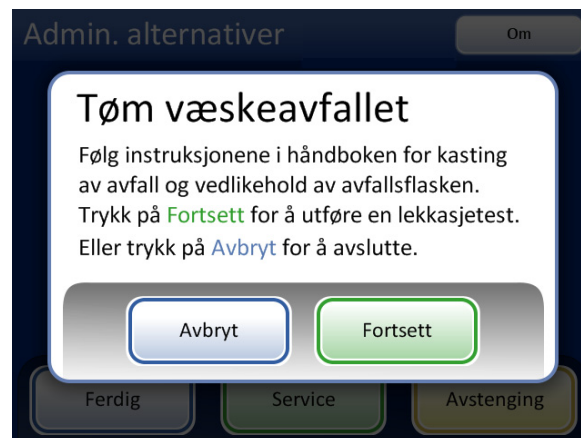 Admin. alternativer
Om
Tøm væskeavfallet
Følg instruksjonene i håndboken for kasting
av avfall og vedlikehold av avfallsflasken.
Trykk på Fortsett for å utføre en lekkasjetest.
Eller trykk på Avbryt for å avslutte.
Avbryt
Fortsett
Ferdig
Service
Avstenging